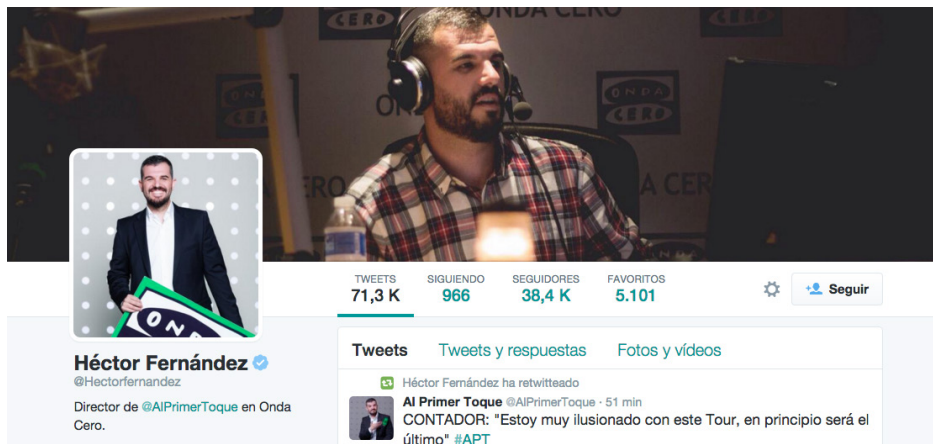 CERO
ONDA CERO
CERO
ONDA
CERO
ONDA
CERO
ERO
A CER
ONDA
TWEETS
SIGUIENDO
SEGUIDORES
FAVORITOS
71,3 K
966
38,4 K
5.101
Seguir
Héctor Fernández
@Hectorfernandez
Director de @AlPrimerToque en Onda
Cero.
Tweets
Tweets y respuestas
Fotos y vídeos
Héctor Fernández ha retwitteado
Al Primer Toque @AlPrimerToque · 51 min
CONTADOR: "Estoy muy ilusionado con este Tour, en principio será el
último" #APT